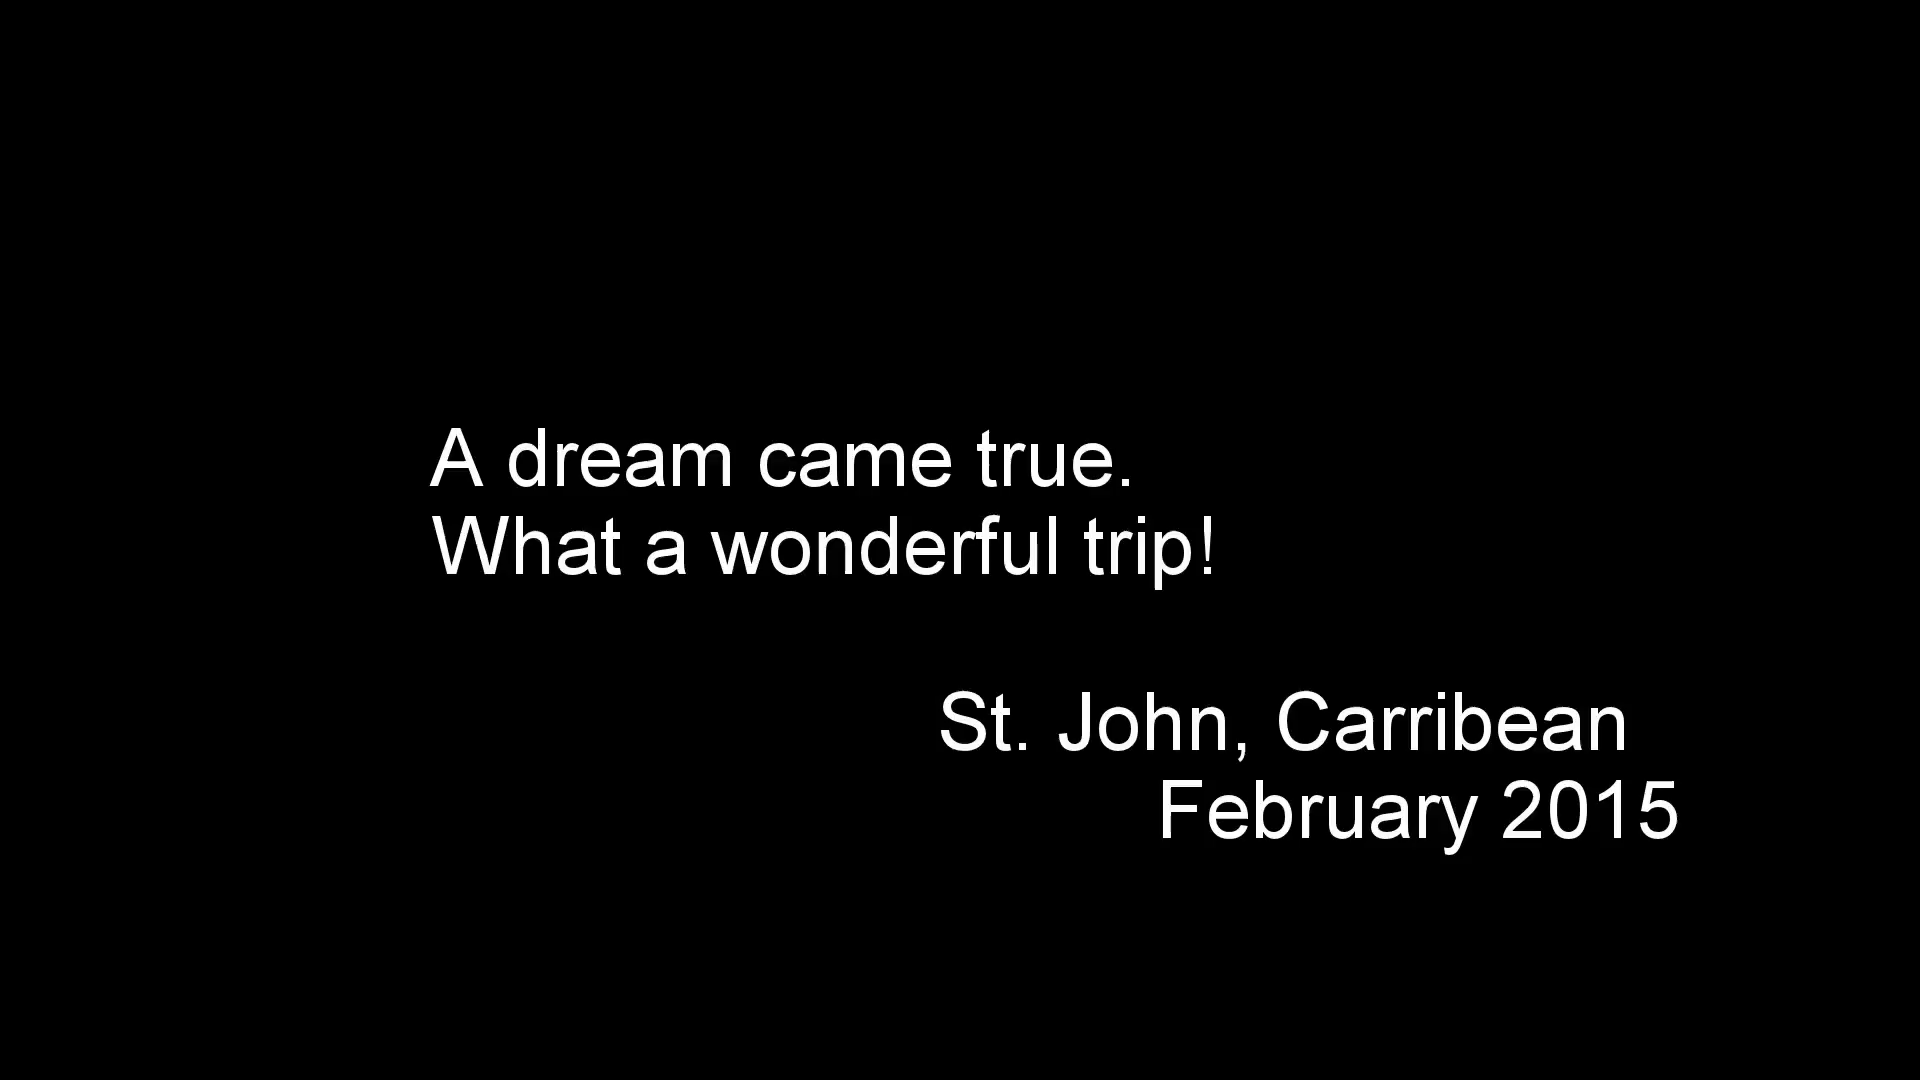 A dream came true.
What a wonderful trip!
St. John, Carribean
February 2015